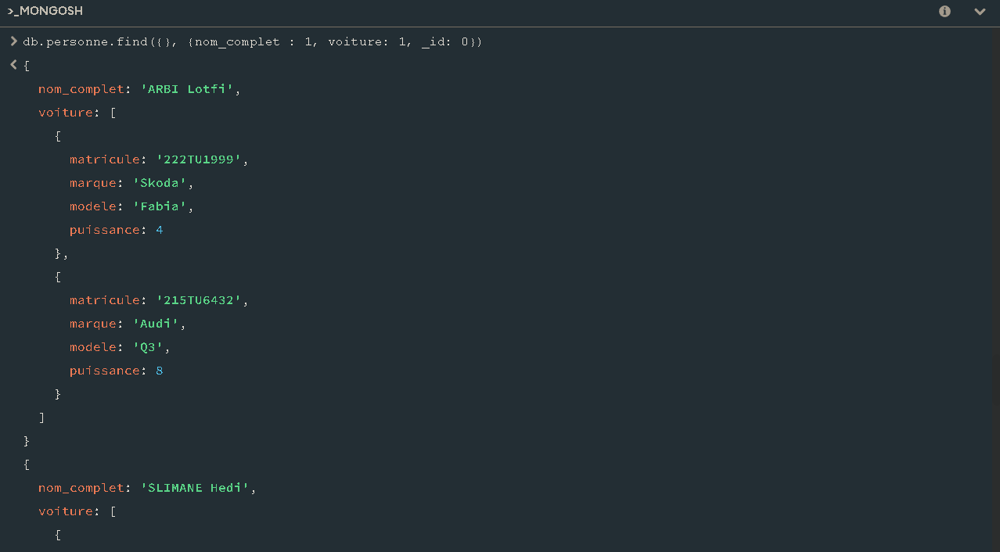 >_MONGOSH
> db.personne.find({}, {nom_complet : 1, voiture: 1, _id: 0})
< {
nom_complet: 'ARBI Lotfi',
voiture: [
{
matricule: '222TU1999',
marque: 'Skoda',
modele: 'Fabia',
puissance: 4
},
{
matricule: '215TU6432',
marque: 'Audi',
modele: 'Q3',
puissance: 8
}
]
}
{
nom_complet: 'SLIMANE Hedi',
voiture: [
{